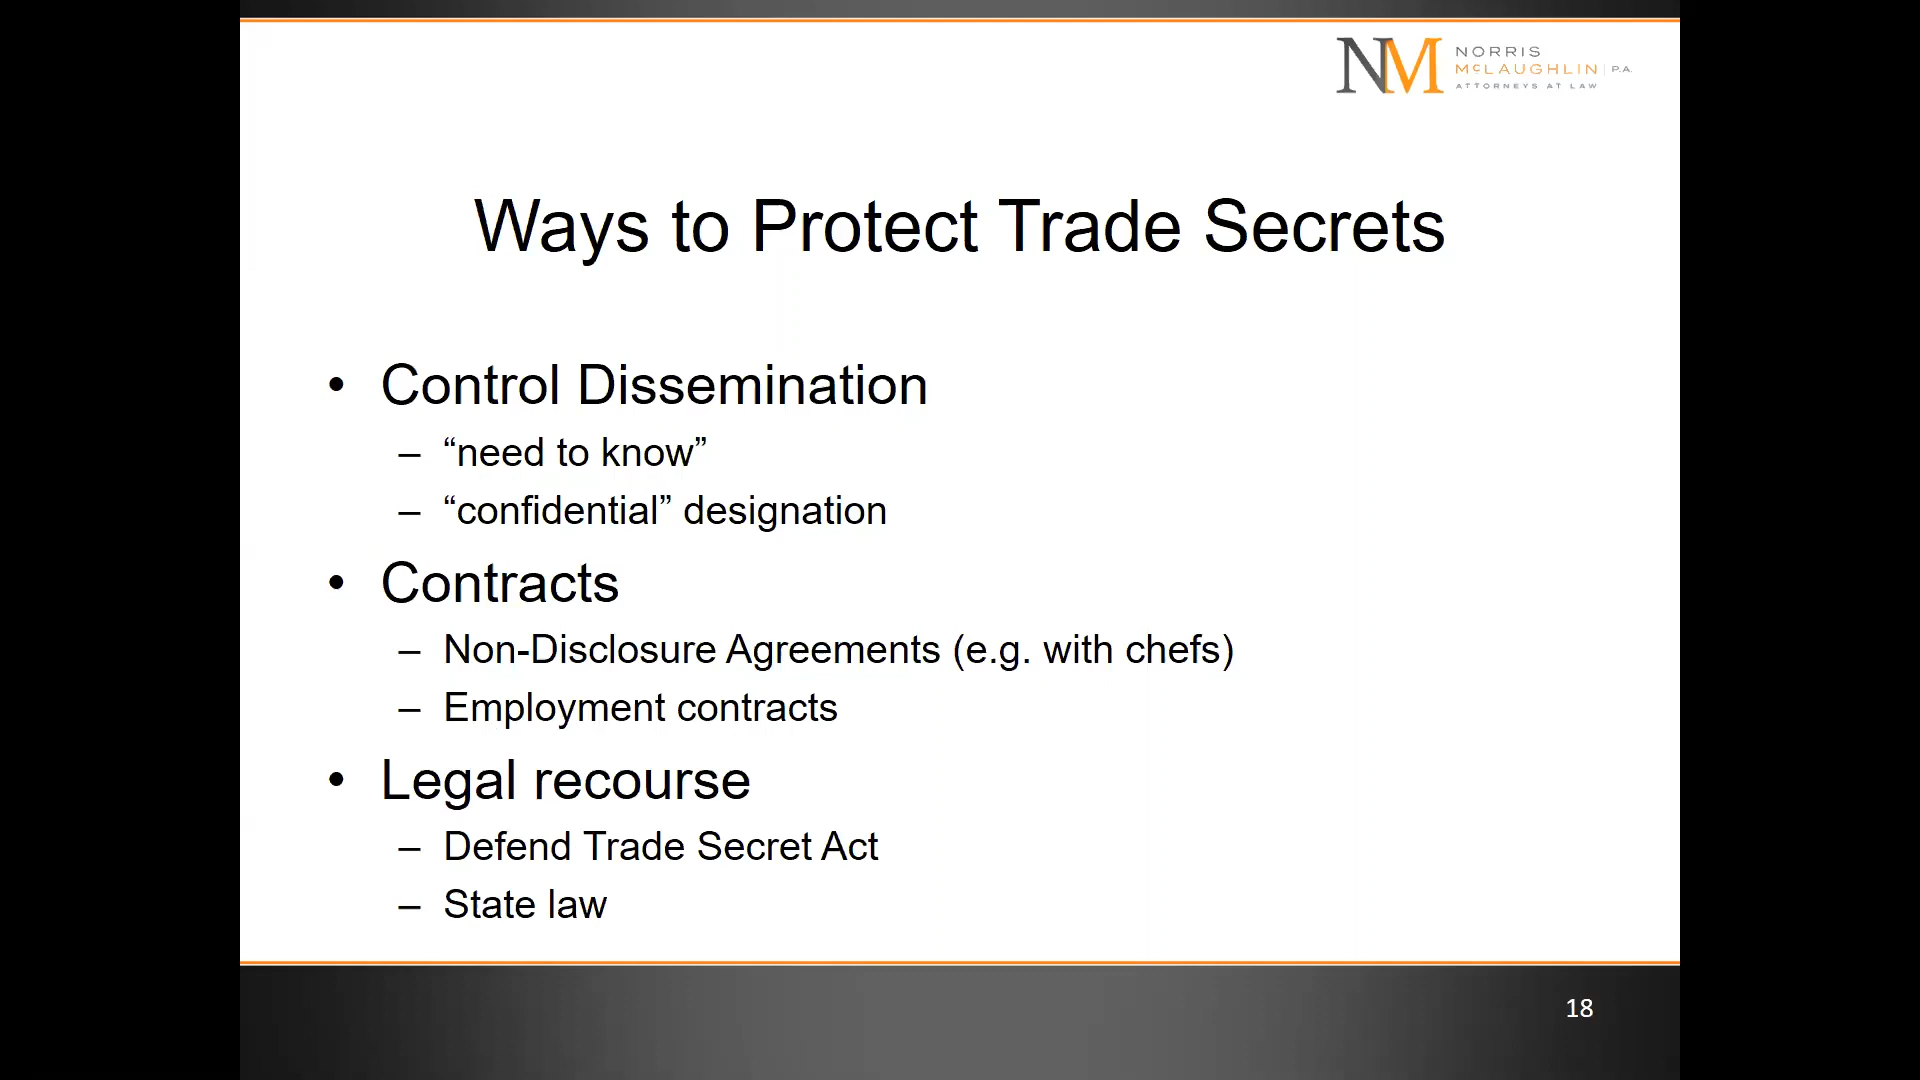 NM NORRIS
McLAUGHLIN P.A.
ATTORNEYS AT LAW
Ways to Protect Trade Secrets
• Control Dissemination
– “need to know”
– “confidential” designation
• Contracts
– Non-Disclosure Agreements (e.g. with chefs)
– Employment contracts
• Legal recourse
– Defend Trade Secret Act
– State law
18